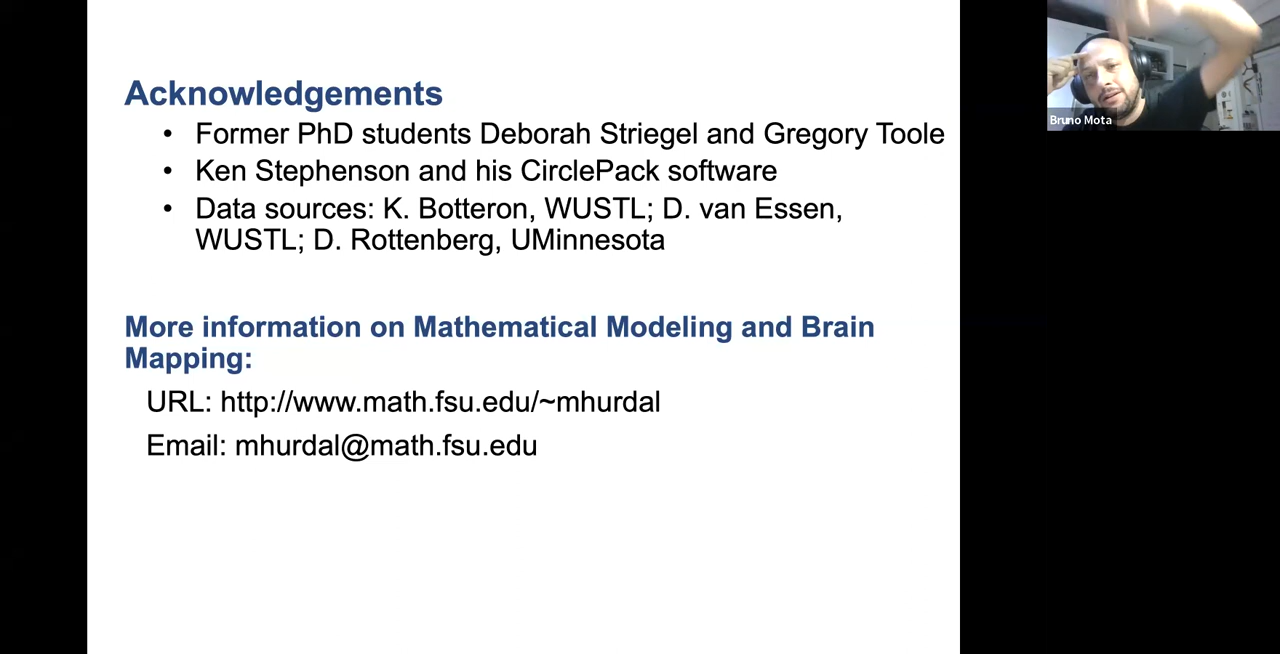 Acknowledgements
• Former PhD students Deborah Striegel and Gregory Toole
• Ken Stephenson and his CirclePack software
• Data sources: K. Botteron, WUSTL; D. van Essen,
WUSTL; D. Rottenberg, UMinnesota
More information on Mathematical Modeling and Brain
Mapping:
URL: http://www.math.fsu.edu/~mhurdal
Email: mhurdal@math.fsu.edu
Bruno Mota